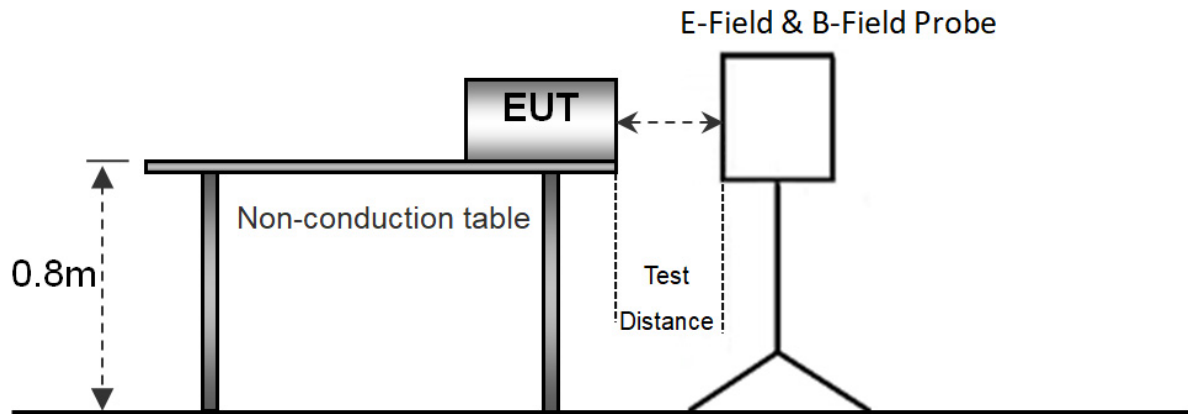 E-Field & B-Field Probe
EUT
Non-conduction table
0.8m
Test
Distance